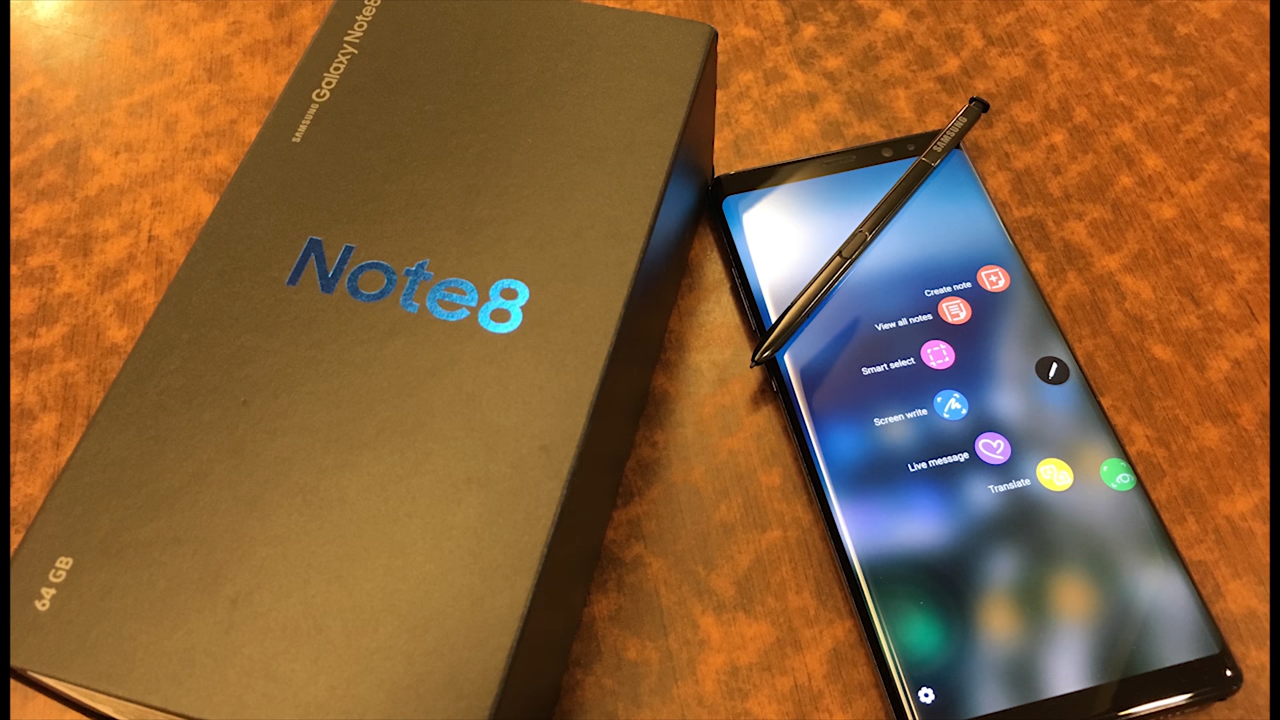 SAMSUNG Galaxy Note8
Note8
64 GB
SAMSUNG
Create note
View all notes
Smart select
Screen write
Live message
Translate